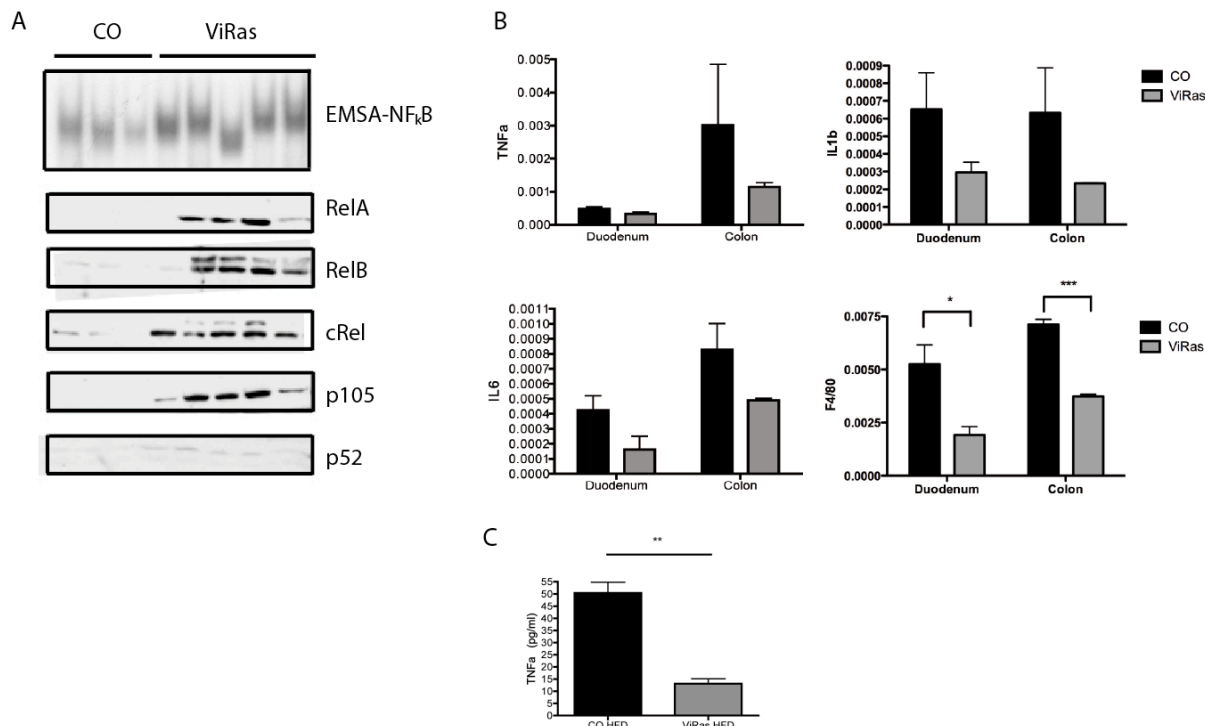 A
CO ViRas
EMSA-NFkB
RelA
RelB
cRel
p105
p52
B
TNFa
0.005
0.004
0.003
0.002
0.001
0.000
Duodenum Colon
IL1b
0.0009
0.0008
0.0007
0.0006
0.0005
0.0004
0.0003
0.0002
0.0001
0.0000
Duodenum Colon
CO
ViRas
IL6
0.0011
0.0010
0.0009
0.0008
0.0007
0.0006
0.0005
0.0004
0.0003
0.0002
0.0001
0.0000
Duodenum Colon
F4/80
0.0075
0.0050
0.0025
0.0000
* ***
Duodenum Colon
CO
ViRas
C
**
TNFa (pg/ml)
55
50
45
40
35
30
25
20
15
10
5
0
CO HFD ViRas HFD